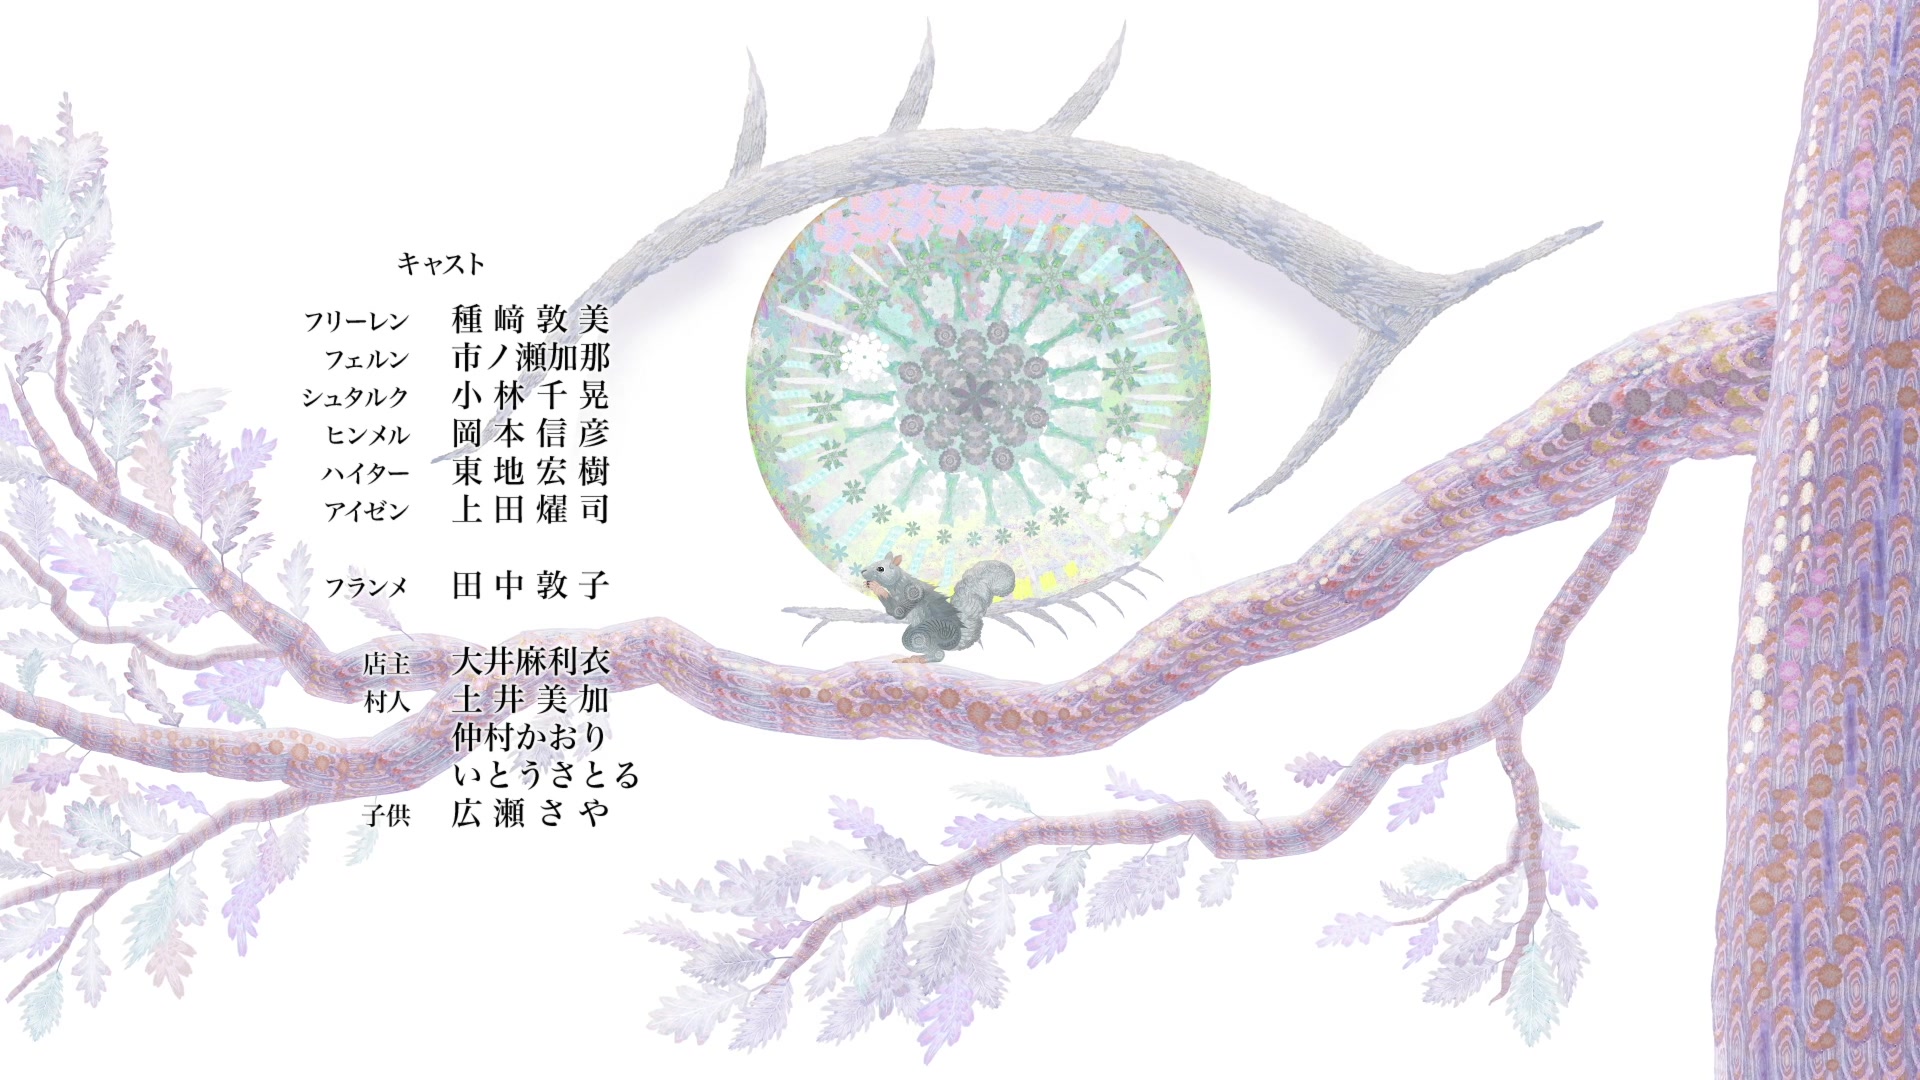 キャスト
フリーレン 種﨑敦美
フェルン 市ノ瀬加那
シュタルク 小林千晃
ヒンメル 岡本信彦
ハイター 東地宏樹
アイゼン 上田燿司
フランメ 田中敦子
店主 大井麻利衣
村人 土井美加
仲村かおり
いとうさとる
子供 広瀬さや